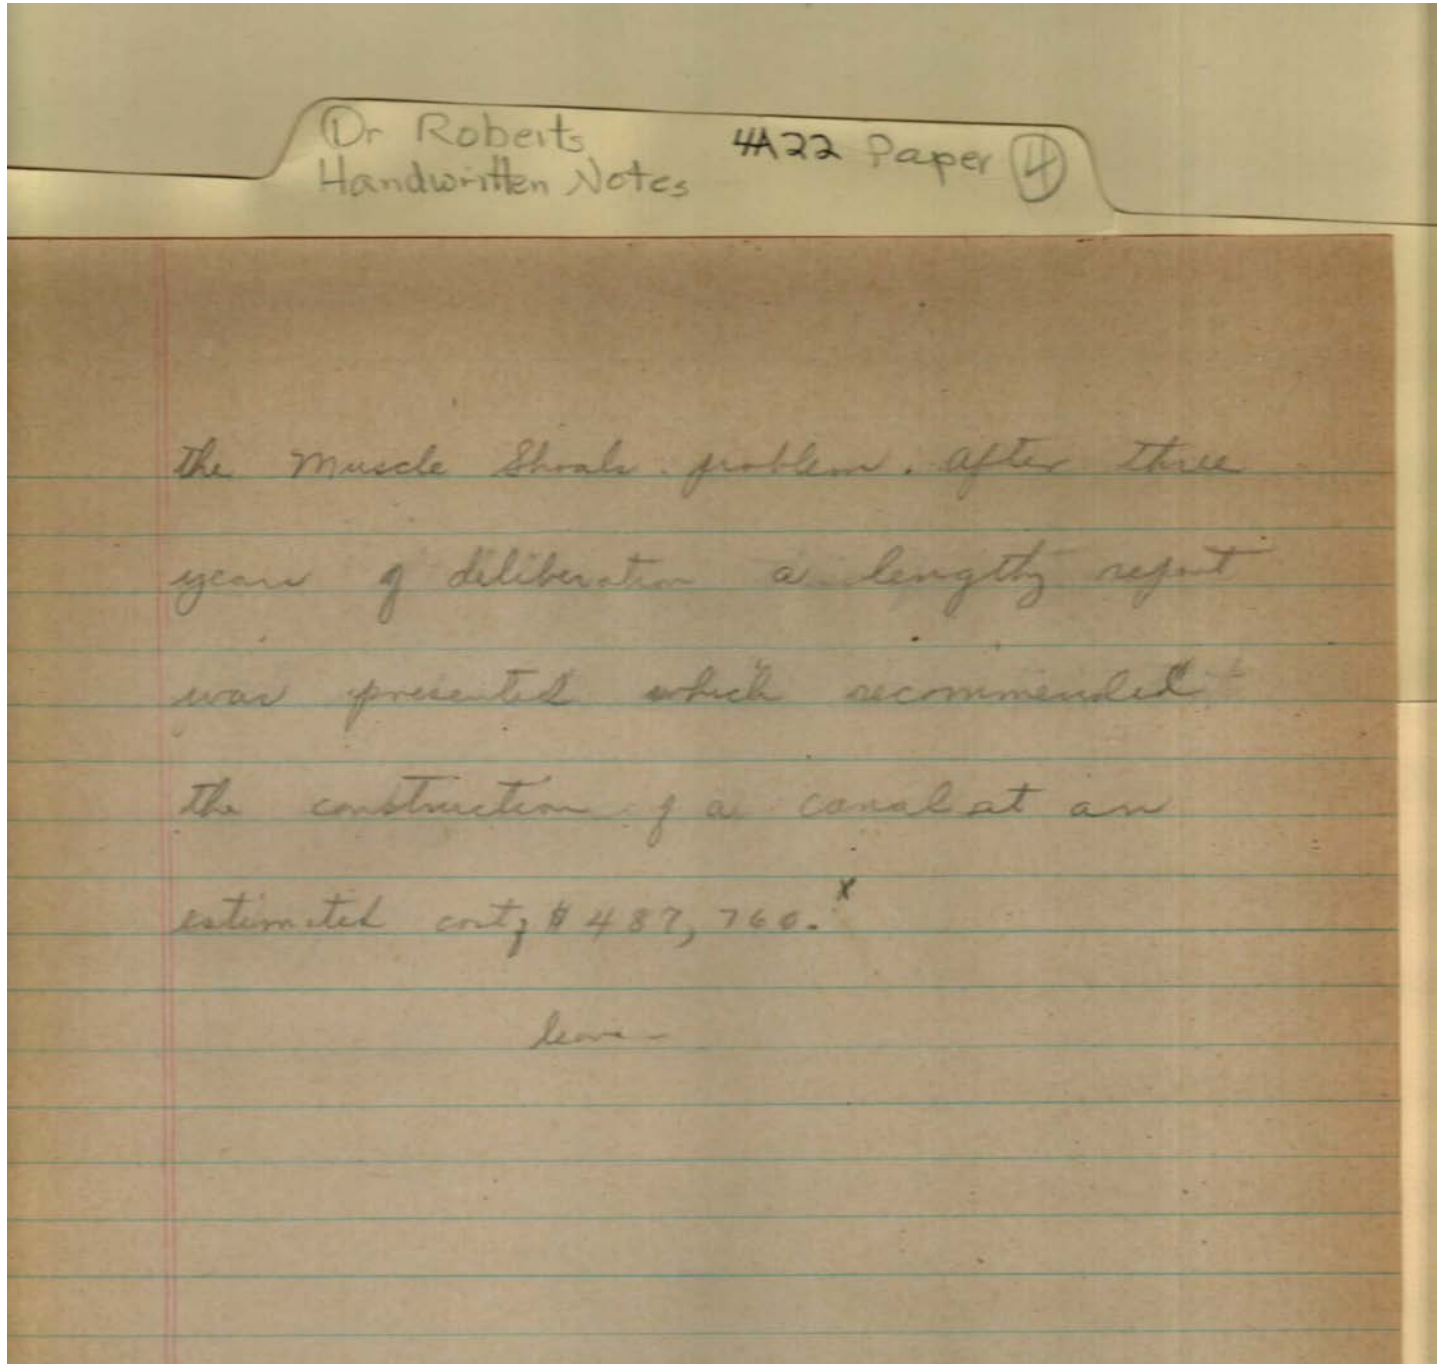 Dr Roberts 4A22 Paper 4
Handwritten Notes
the Muscle Shoals problem. After three
years of deliberation a lengthy report
was presented which recommended
the construction of a canal at an
estimated cost of $487,760.x